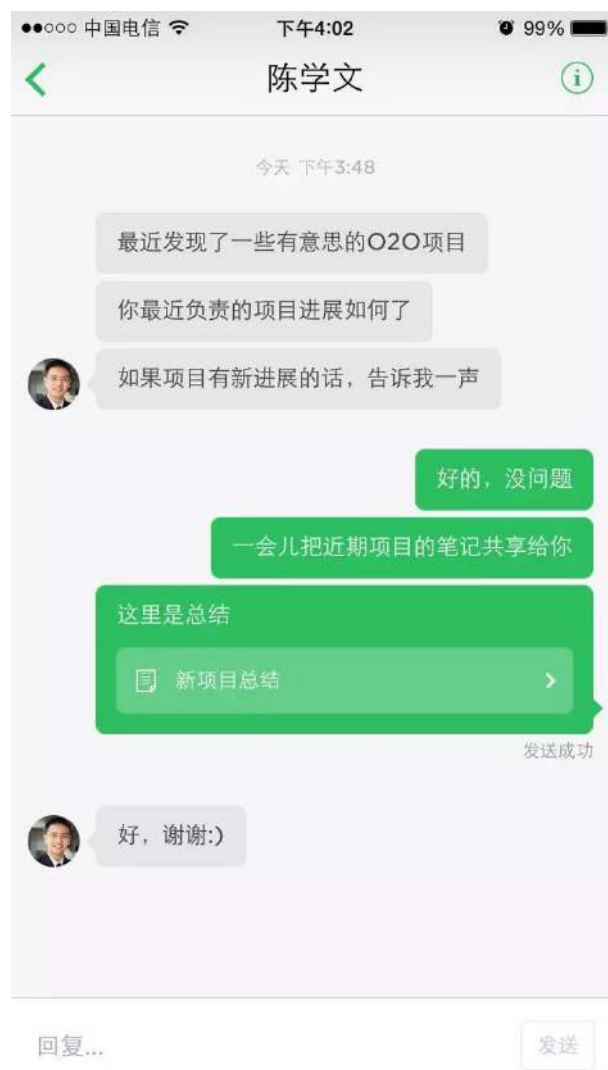 中国电信 下午4:02 99%
陈学文
今天 下午3:48
最近发现了一些有意思的O2O项目
你最近负责的项目进展如何了
如果项目有新进展的话，告诉我一声
好的，没问题
一会儿把近期项目的笔记共享给你
这里是总结
新项目总结
发送成功
好，谢谢:)
回复... 发送